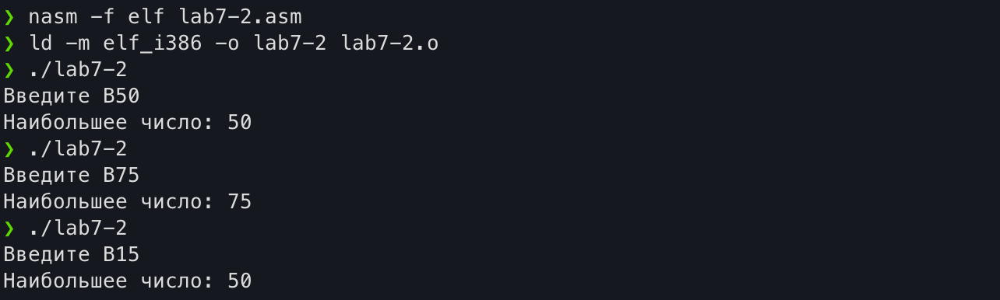 ❯ nasm -f elf lab7-2.asm
❯ ld -m elf_i386 -o lab7-2 lab7-2.o
❯ ./lab7-2
Введите B50
Наибольшее число: 50
❯ ./lab7-2
Введите B75
Наибольшее число: 75
❯ ./lab7-2
Введите B15
Наибольшее число: 50